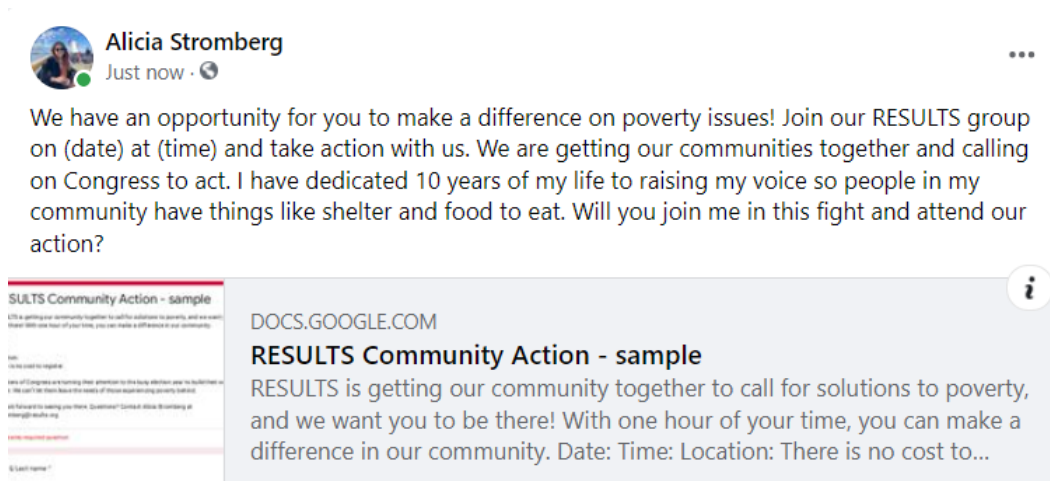 Alicia Stromberg
Just now ·
We have an opportunity for you to make a difference on poverty issues! Join our RESULTS group
on (date) at (time) and take action with us. We are getting our communities together and calling
on Congress to act. I have dedicated 10 years of my life to raising my voice so people in my
community have things like shelter and food to eat. Will you join me in this fight and attend our
action?
SULTS Community Action - sample
DOCS.GOOGLE.COM
RESULTS Community Action - sample
RESULTS is getting our community together to call for solutions to poverty,
and we want you to be there! With one hour of your time, you can make a
difference in our community. Date: Time: Location: There is no cost to...